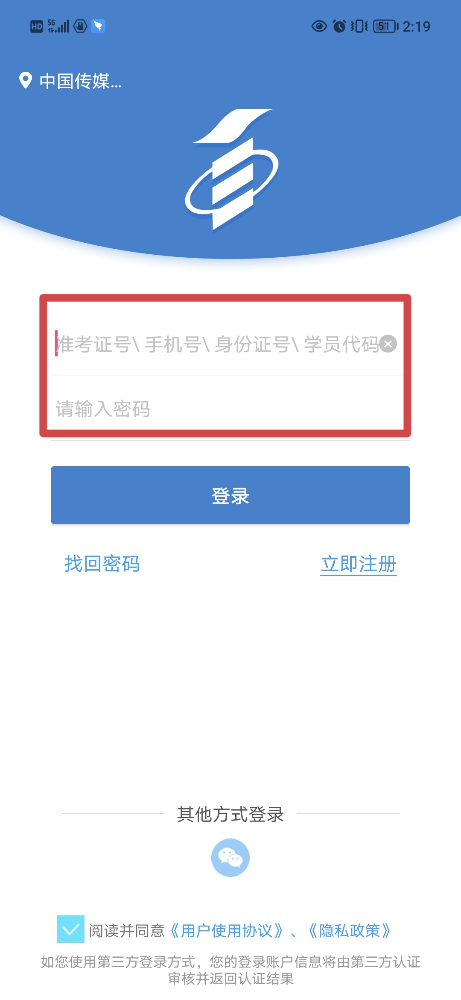 HD 5G 51 2:19
中国传媒...
准考证号\ 手机号\ 身份证号\ 学员代码
请输入密码
登录
找回密码 立即注册
其他方式登录
阅读并同意《用户使用协议》、《隐私政策》
如您使用第三方登录方式，您的登录账户信息将由第三方认证
审核并返回认证结果